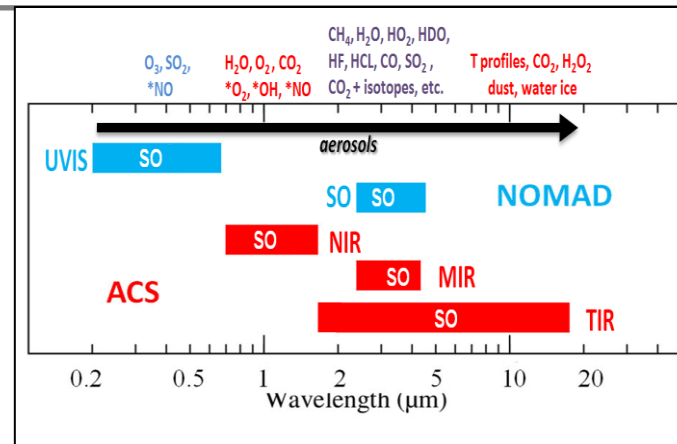 O3, SO2,
*NO
H2O, O2, CO2
*O2, *OH, *NO
CH4, H2O, HO2, HDO,
HF, HCL, CO, SO2 ,
CO2 + isotopes, etc.
T profiles, CO2, H2O2
dust, water ice
aerosols
UVIS SO
SO SO NOMAD
SO NIR
ACS SO MIR
SO TIR
0.2 0.5 1 2 5 10 20
Wavelength (μm)